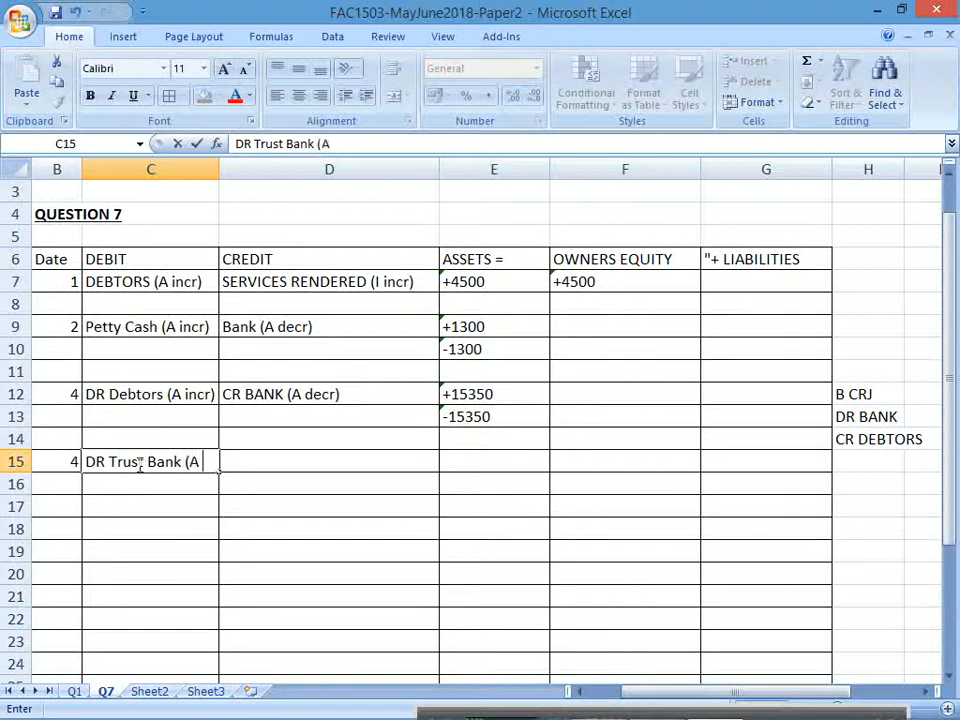 FAC1503-MayJune2018-Paper2 - Microsoft Excel
Home Insert Page Layout Formulas Data Review View Add-Ins
Paste
Calibri 11 A A
B I U A
General
% ,
Conditional Formatting
Format as Table
Cell Styles
Insert
Delete
Format
Σ
Sort & Filter
Find & Select
Clipboard Font Alignment Number Styles Cells Editing
C15 fx DR Trust Bank (A
B C D E F G H
3
4 QUESTION 7
5
6 Date DEBIT CREDIT ASSETS = OWNERS EQUITY "+ LIABILITIES
7 1 DEBTORS (A incr) SERVICES RENDERED (I incr) +4500 +4500
8
9 2 Petty Cash (A incr) Bank (A decr) +1300
10 -1300
11
12 4 DR Debtors (A incr) CR BANK (A decr) +15350 B CRJ
13 -15350 DR BANK
14 CR DEBTORS
15 4 DR Trust Bank (A
16
17
18
19
20
21
22
23
24
Q1 Q7 Sheet2 Sheet3
Enter